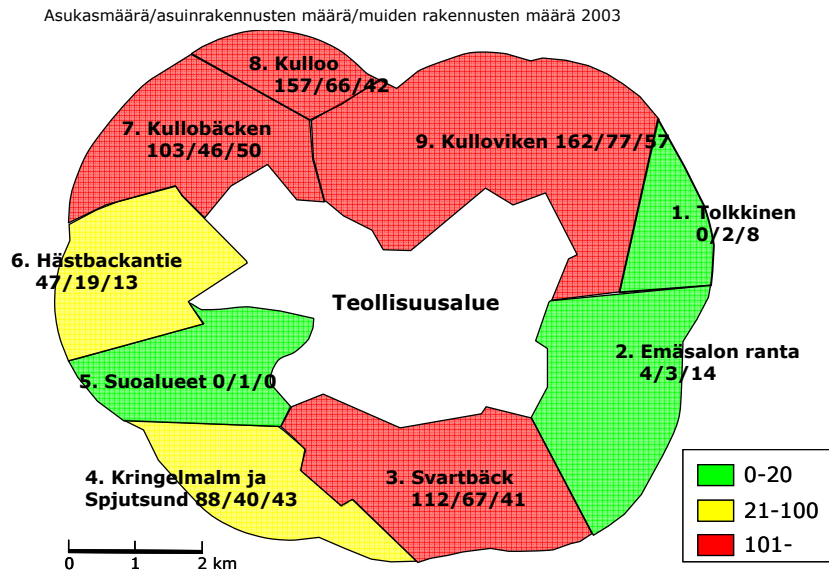 Asukasmäärä/asuinrakennusten määrä/muiden rakennusten määrä 2003
8. Kulloo
157/66/42
7. Kullobäcken
103/46/50
9. Kulloviken 162/77/57
1. Tolkkinen
0/2/8
6. Hästbackantie
47/19/13
Teollisuusalue
2. Emäsalon ranta
4/3/14
5. Suoalueet 0/1/0
4. Kringelmalm ja
Spjutsund 88/40/43
3. Svartbäck
112/67/41
0-20
21-100
101-
0 1 2 km